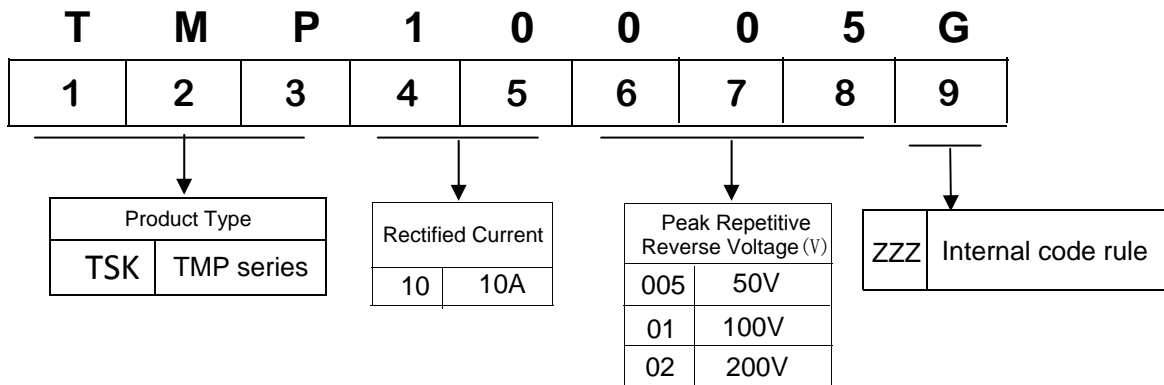 T M P 1 0 0 0 5 G
1 2 3 4 5 6 7 8 9
Product Type
TSK TMP series
Rectified Current
10 10A
Peak Repetitive
Reverse Voltage(V)
005 50V
01 100V
02 200V
ZZZ Internal code rule